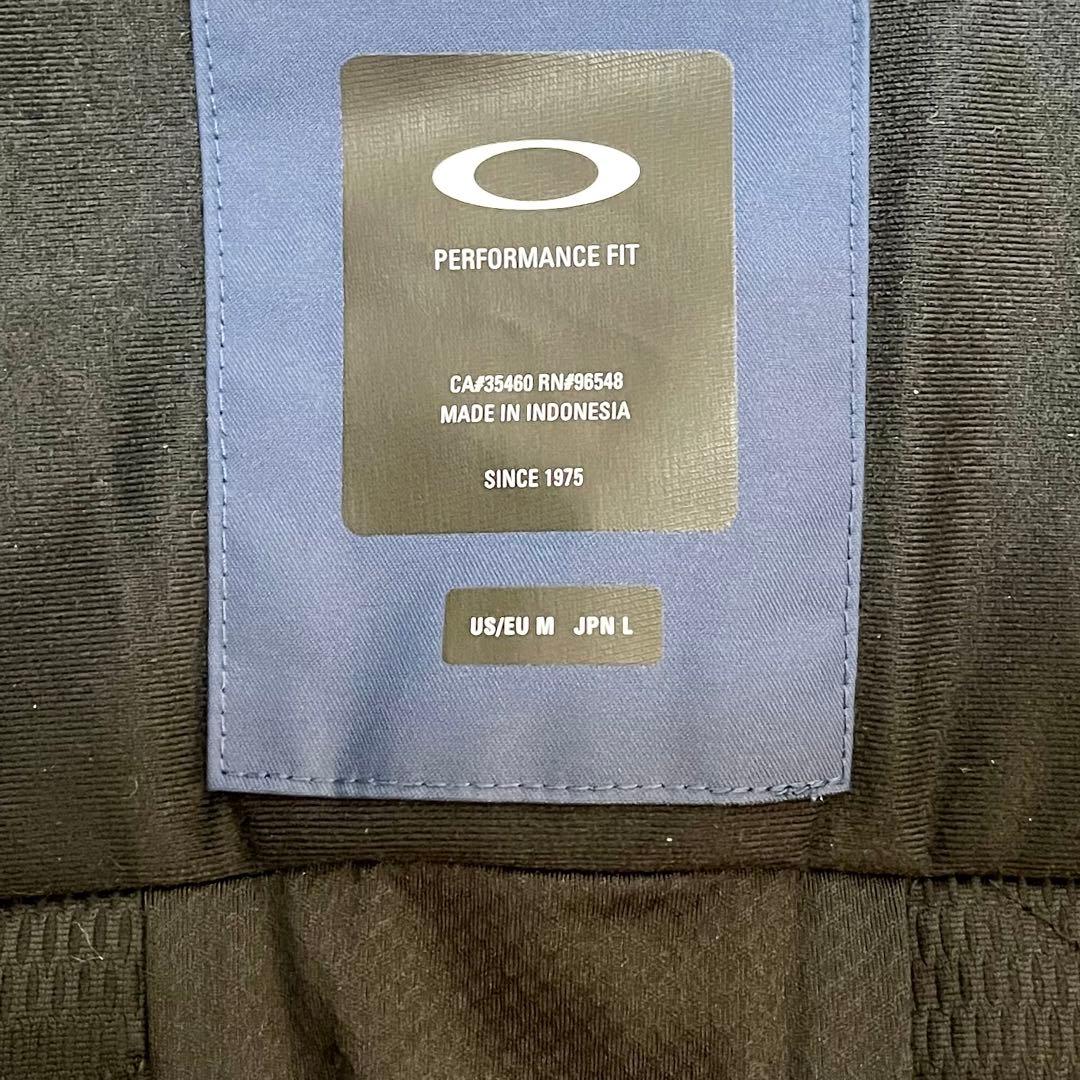 PERFORMANCE FIT
CA#35460 RN#96548
MADE IN INDONESIA
SINCE 1975
US/EU M JPN L